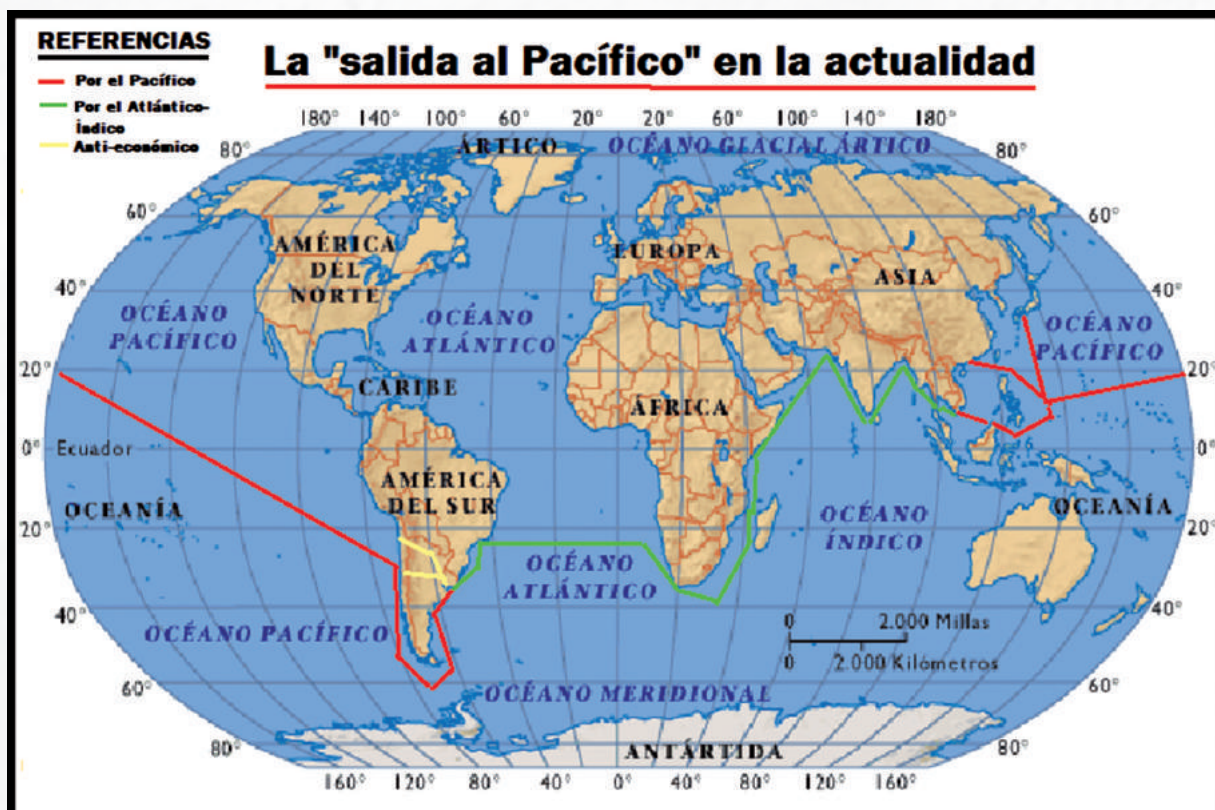 REFERENCIAS
Por el Pacífico
Por el Atlántico-
Índico
Anti-económico
La "salida al Pacífico" en la actualidad
180° 140° 100° 60° 20° 20° 60° 100° 140° 180°
80° ÁRTICO OCÉANO GLACIAL ÁRTICO 80°
60° 60°
AMÉRICA
DEL
NORTE
EUROPA
ASIA
40° 40°
OCÉANO
PACÍFICO
OCÉANO
ATLÁNTICO
OCÉANO
PACÍFICO
20° 20°
CARIBE
ÁFRICA
0° Ecuador 0°
AMÉRICA
DEL SUR
OCEANÍA
OCEANÍA
20° 20°
OCÉANO
ÍNDICO
OCÉANO
ATLÁNTICO
40° 40°
OCÉANO PACÍFICO
0 2.000 Millas
0 2.000 Kilómetros
60° 60°
OCÉANO MERIDIONAL
80° 80°
ANTÁRTIDA
160° 120° 80° 40° 0° 40° 80° 120° 160°